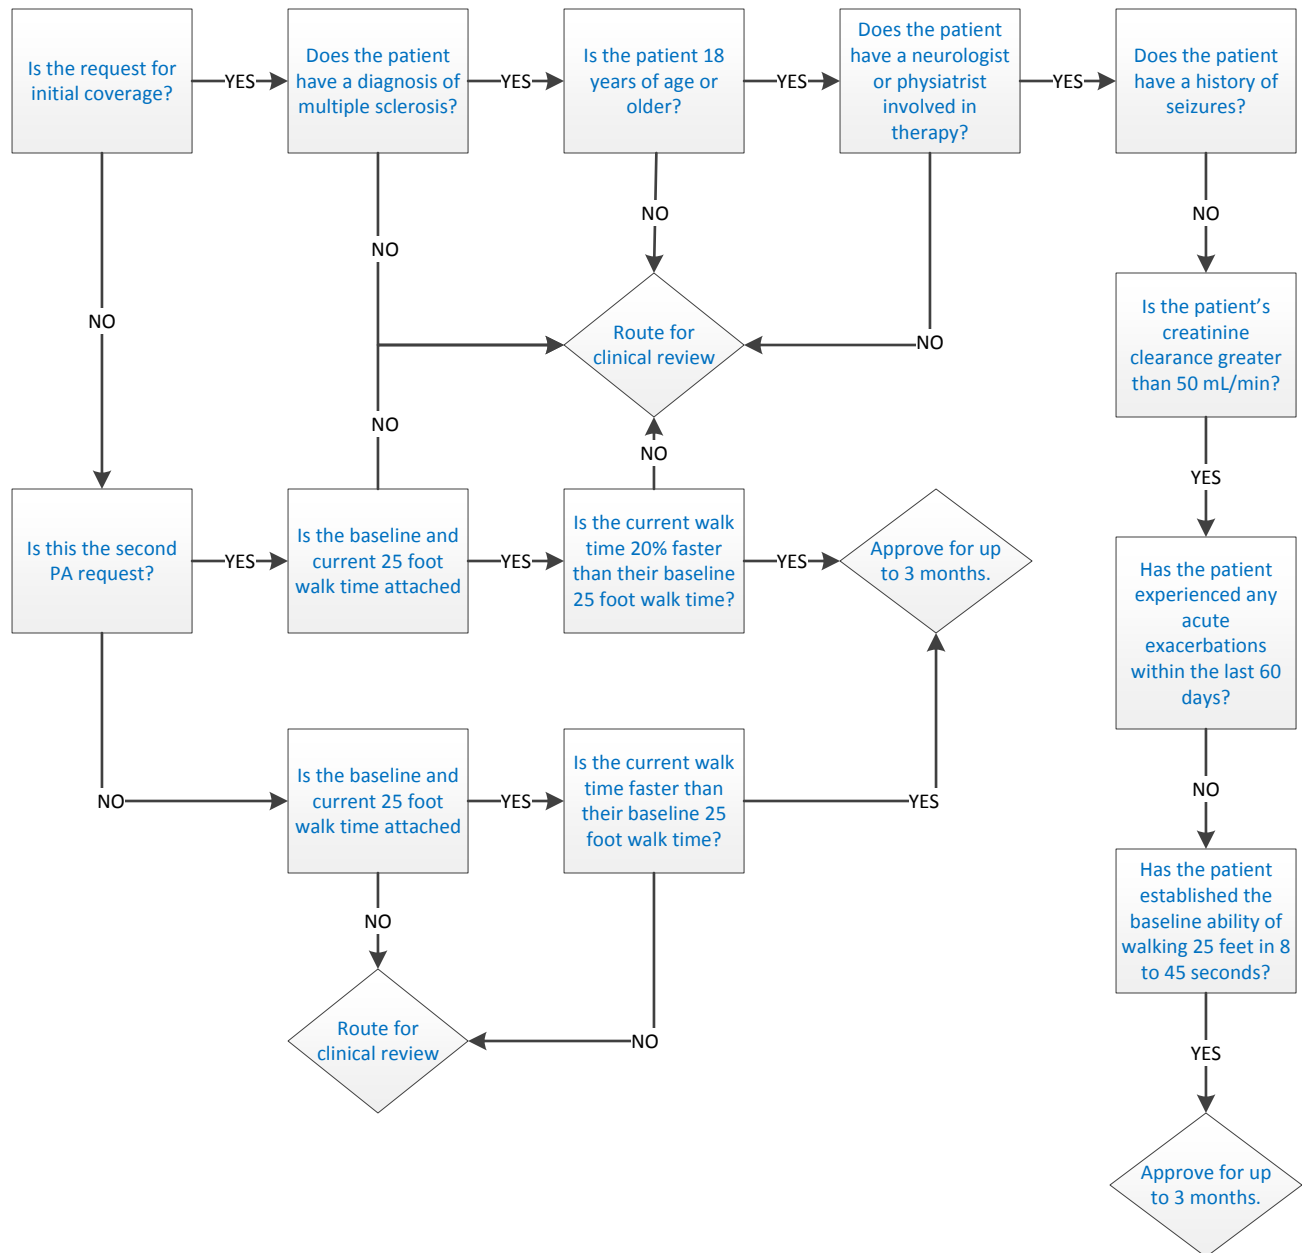 Is the request for
initial coverage?
YES
Does the patient
have a diagnosis of
multiple sclerosis?
YES
Is the patient 18
years of age or
older?
YES
Does the patient
have a neurologist
or physiatrist
involved in
therapy?
YES
Does the patient
have a history of
seizures?
NO
NO
NO
NO
NO
Route for
clinical review
NO
Is the patient’s
creatinine
clearance greater
than 50 mL/min?
NO
NO
YES
Is this the second
PA request?
YES
Is the baseline and
current 25 foot
walk time attached
YES
Is the current walk
time 20% faster
than their baseline
25 foot walk time?
YES
Approve for up
to 3 months.
Has the patient
experienced any
acute
exacerbations
within the last 60
days?
NO
Is the baseline and
current 25 foot
walk time attached
YES
Is the current walk
time faster than
their baseline 25
foot walk time?
YES
NO
NO
Has the patient
established the
baseline ability of
walking 25 feet in 8
to 45 seconds?
Route for
clinical review
NO
YES
Approve for up
to 3 months.